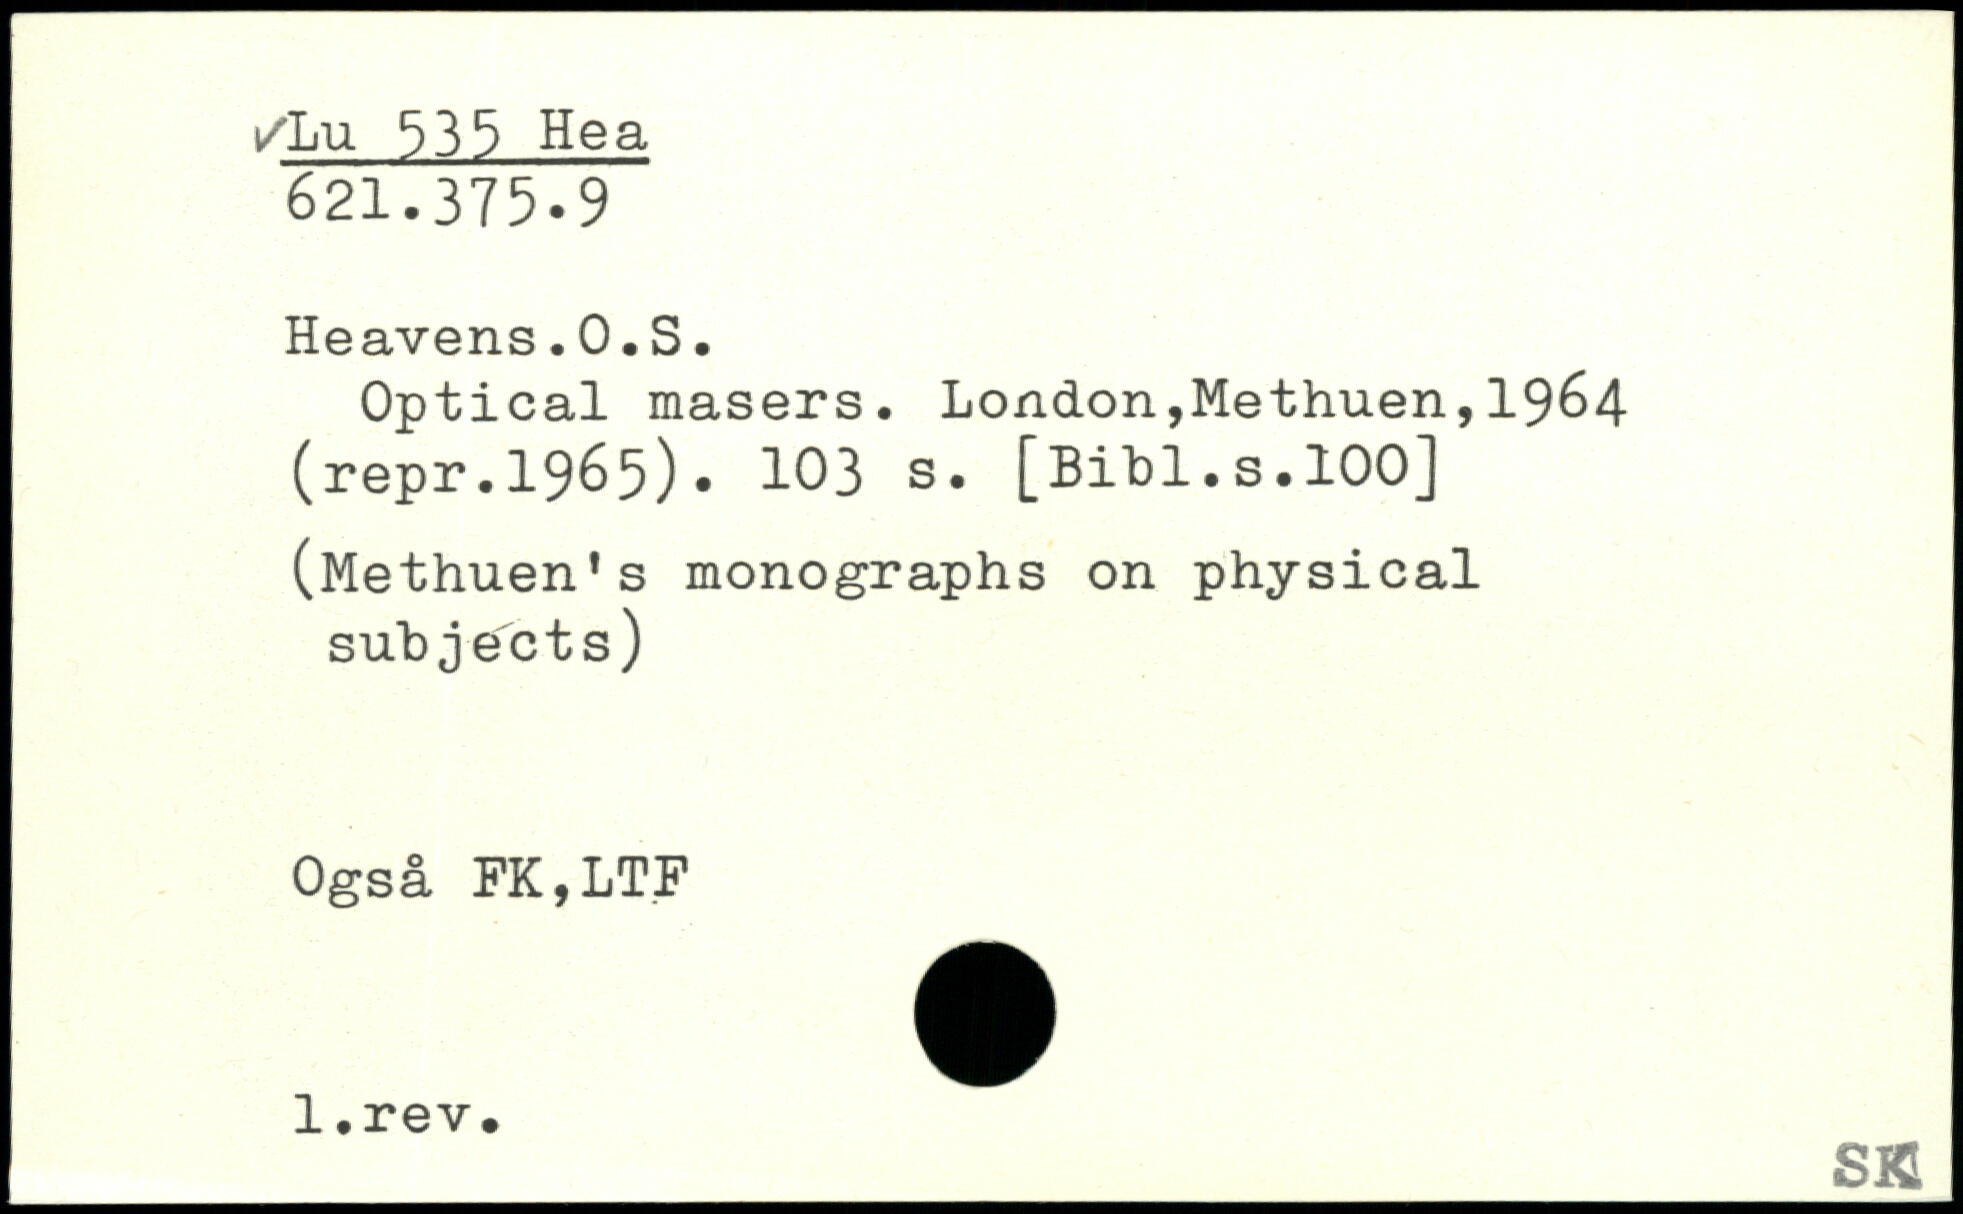 ✓Lu 535 Hea
621.375.9
Heavens.O.S.
Optical masers. London,Methuen,1964
(repr.1965). 103 s. [Bibl.s.100]
(Methuen's monographs on physical
subjects)
Også FK,LTF
1.rev.
SK